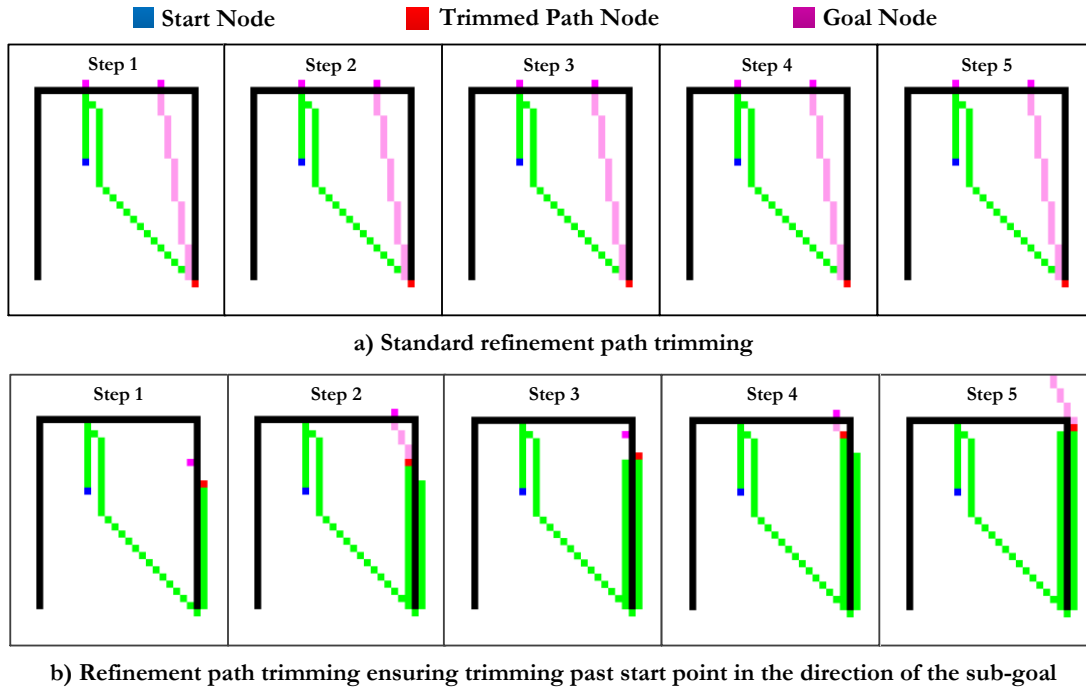 Start Node Trimmed Path Node Goal Node
Step 1 Step 2 Step 3 Step 4 Step 5
a) Standard refinement path trimming
Step 1 Step 2 Step 3 Step 4 Step 5
b) Refinement path trimming ensuring trimming past start point in the direction of the sub-goal